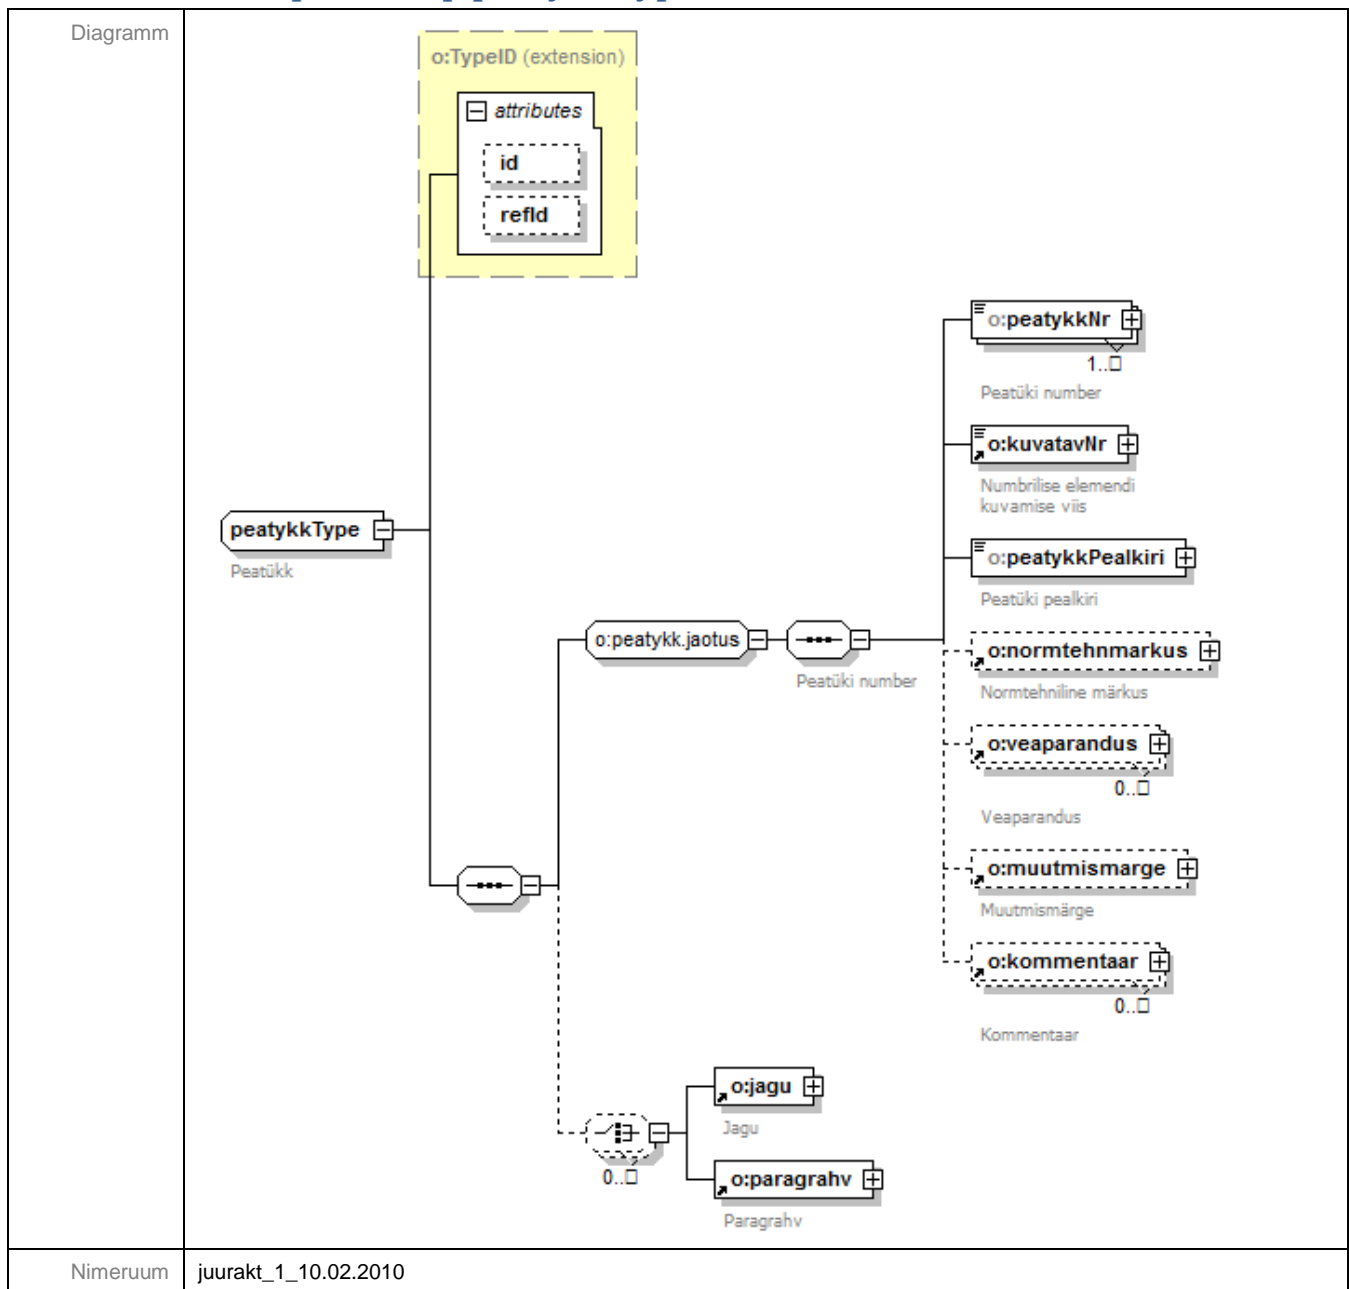 Diagramm
o:TypeID (extension)
attributes
id
refId
o:peatykkNr
1..□
Peatüki number
o:kuvatavNr
Numbrilise elemendi
kuvamise viis
peatykkType
Peatükk
o:peatykkPealkiri
Peatüki pealkiri
o:peatykk.jaotus
Peatüki number
o:normtehnmarkus
Normtehniline märkus
o:veaparandus
0..□
Veaparandus
o:muutmismarge
Muutmismärge
o:kommentaar
0..□
Kommentaar
o:jagu
Jagu
0..□
o:paragrahv
Paragrahv
Nimeruum
juurakt_1_10.02.2010